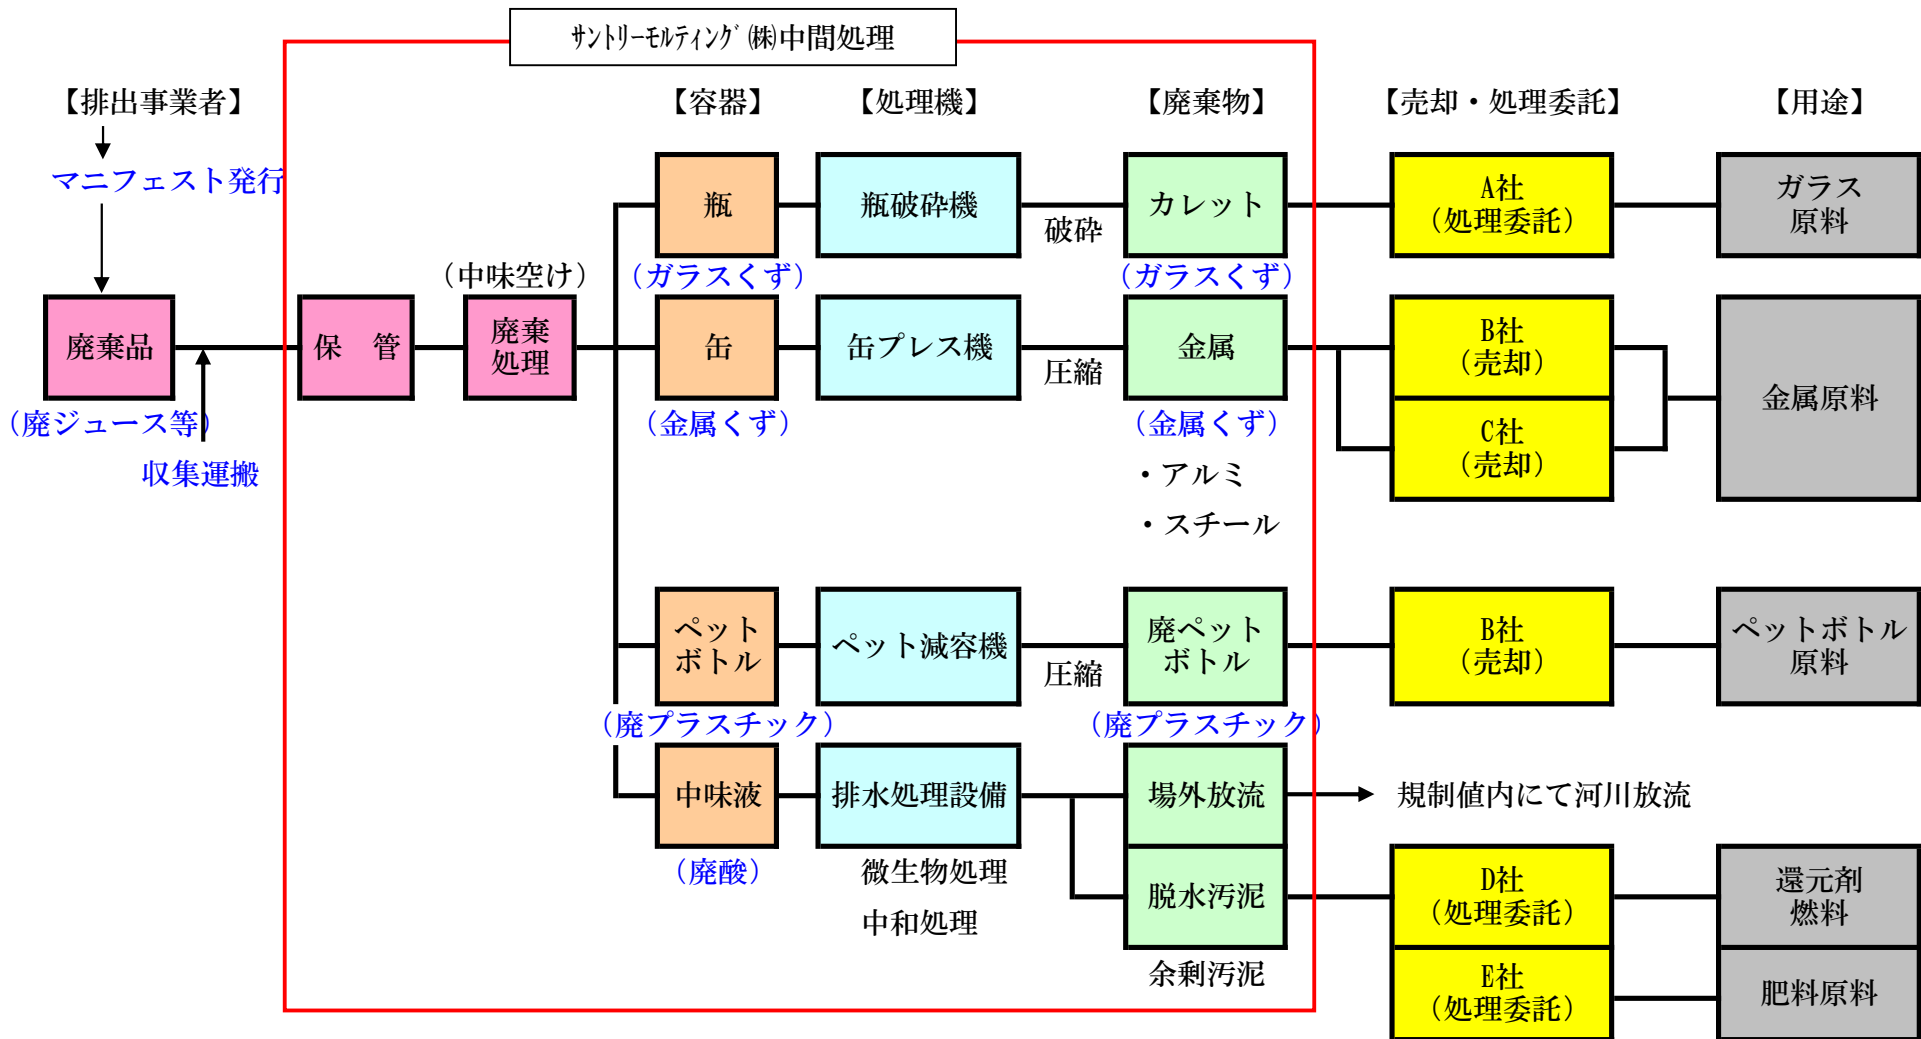 ｻﾝﾄﾘｰﾓﾙﾃｨﾝｸﾞ㈱中間処理
【排出事業者】
【容器】
【処理機】
【廃棄物】
【売却・処理委託】
【用途】
マニフェスト発行
瓶
瓶破砕機
破砕
カレット
A社
（処理委託）
ガラス
原料
（中味空け）
（ガラスくず）
（ガラスくず）
廃棄品
保　管
廃棄
処理
缶
缶プレス機
圧縮
金属
B社
（売却）
C社
（売却）
金属原料
（廃ジュース等）
（金属くず）
（金属くず）
収集運搬
・アルミ
・スチール
ペット
ボトル
ペット減容機
圧縮
廃ペット
ボトル
B社
（売却）
ペットボトル
原料
（廃プラスチック）
（廃プラスチック）
中味液
排水処理設備
場外放流
規制値内にて河川放流
（廃酸）
微生物処理
中和処理
脱水汚泥
D社
（処理委託）
還元剤
燃料
余剰汚泥
E社
（処理委託）
肥料原料